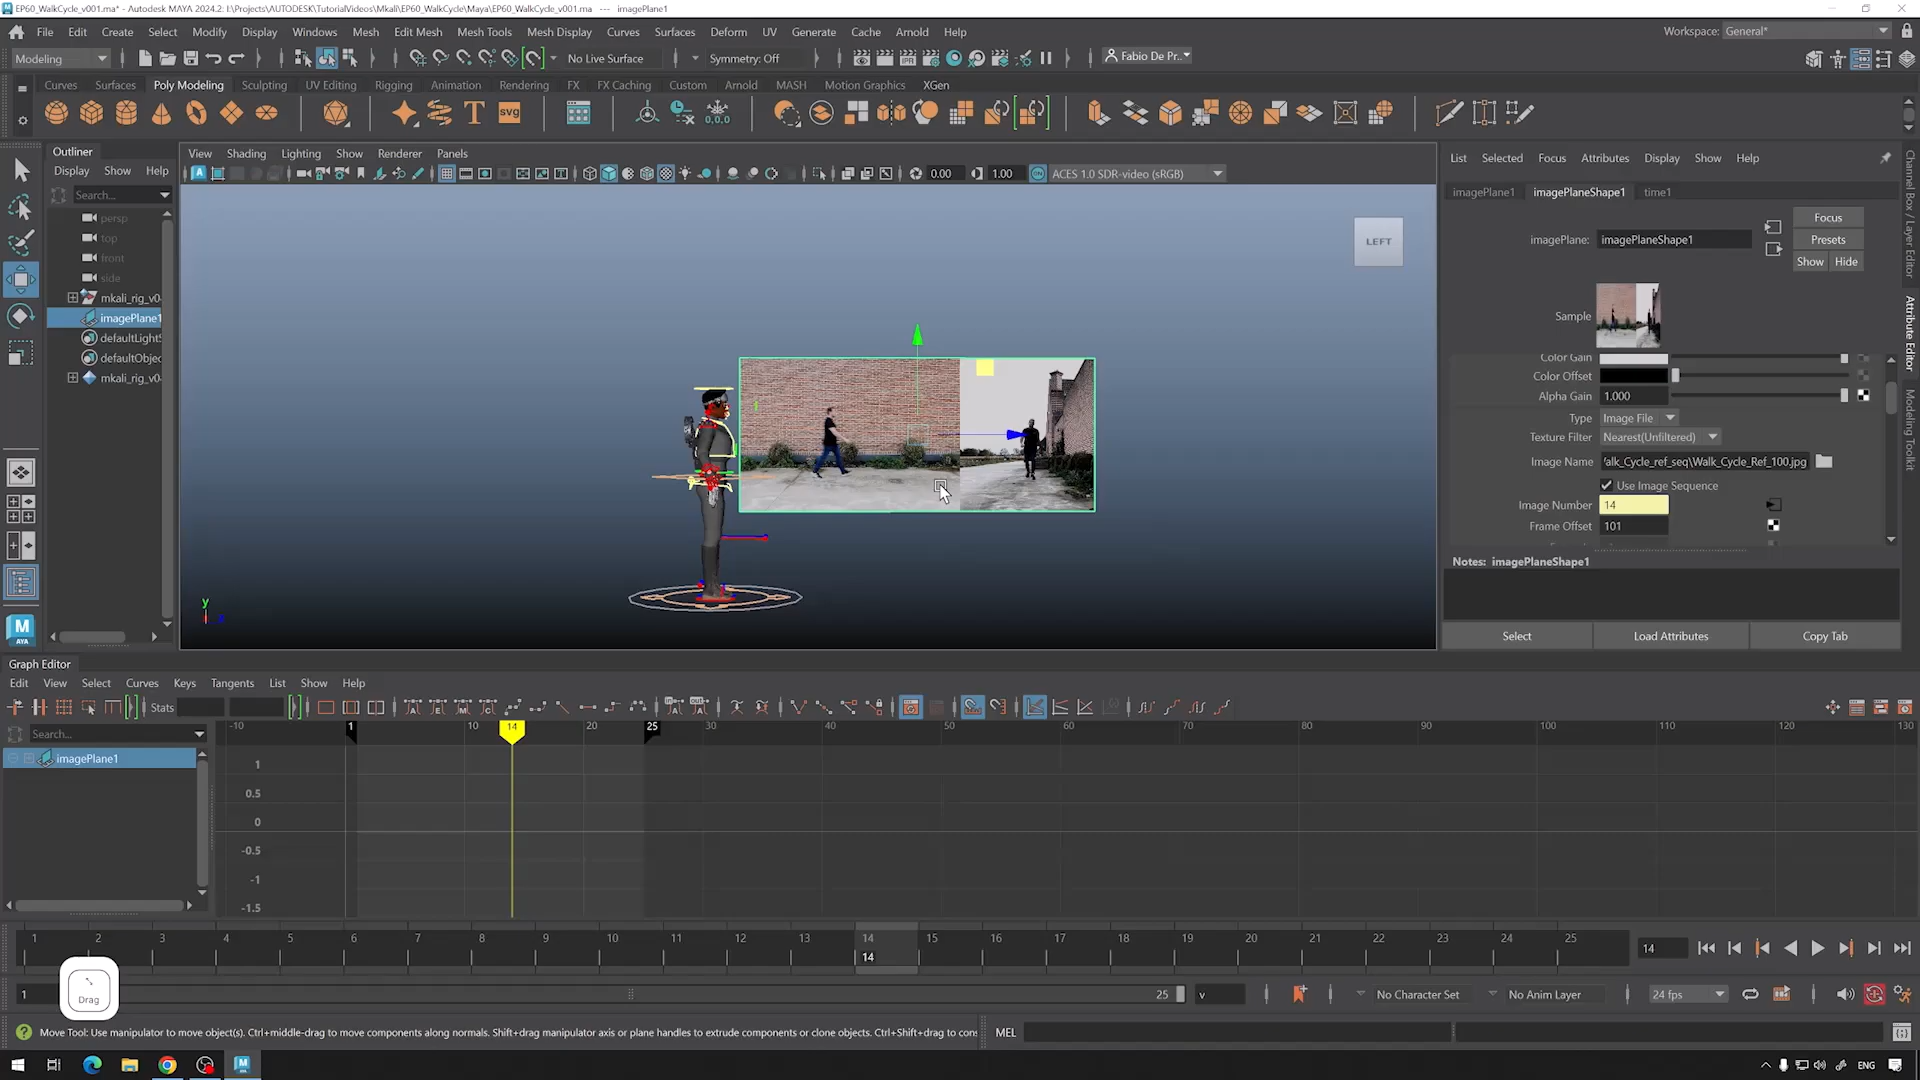 EP60_WalkCycle_v001.ma* - Autodesk MAYA 2024.2: I:\Projects\AUTODESK\TutorialVideos\Mkali\EP60_WalkCycle\Maya\EP60_WalkCycle_v001.ma --- imagePlane1
File Edit Create Select Modify Display Windows Mesh Edit Mesh Mesh Tools Mesh Display Curves Surfaces Deform UV Generate Cache Arnold Help
Workspace: General*
Modeling No Live Surface Symmetry: Off Fabio De Pr..
Curves Surfaces Poly Modeling Sculpting UV Editing Rigging Animation Rendering FX FX Caching Custom Arnold MASH Motion Graphics XGen
SVG 0,0,0
Outliner
Display Show Help
Search...
persp
top
front
side
mkali_rig_v0
imagePlane1
defaultLight
defaultObjec
mkali_rig_v0
View Shading Lighting Show Renderer Panels
0.00 1.00 ACES 1.0 SDR-video (sRGB)
LEFT
y
List Selected Focus Attributes Display Show Help
imagePlane1 imagePlaneShape1 time1
Focus
imagePlane: imagePlaneShape1
Presets
Show Hide
Sample
Color Gain
Color Offset
Alpha Gain 1.000
Type Image File
Texture Filter Nearest(Unfiltered)
Image Name alk_Cycle_ref_seq\Walk_Cycle_Ref_100.jpg
Use Image Sequence
Image Number 14
Frame Offset 101
Notes: imagePlaneShape1
Select Load Attributes Copy Tab
Channel Box / Layer Editor
Attribute Editor
Modeling Toolkit
MAYA
Graph Editor
Edit View Select Curves Keys Tangents List Show Help
Stats
Search...
imagePlane1
-10 1 10 14 20 25 30 40 50 60 70 80 90 100 110 120 130
1
0.5
0
-0.5
-1
-1.5
1 2 3 4 5 6 7 8 9 10 11 12 13 14 15 16 17 18 19 20 21 22 23 24 25
14
14
Drag
1 25 v No Character Set No Anim Layer 24 fps
Move Tool: Use manipulator to move object(s). Ctrl+middle-drag to move components along normals. Shift+drag manipulator axis or plane handles to extrude components or clone objects. Ctrl+Shift+drag to con
MEL
ENG